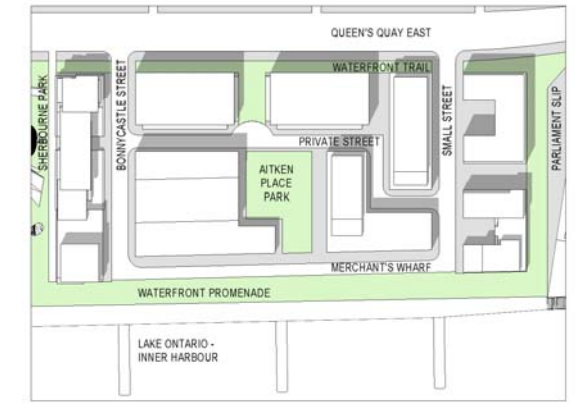 QUEEN'S QUAY EAST
WATERFRONT TRAIL
SHERBOURNE PARK
BONNYCASTLE STREET
SMALL STREET
PARLIAMENT SLIP
PRIVATE STREET
AITKEN
PLACE
PARK
MERCHANT'S WHARF
WATERFRONT PROMENADE
LAKE ONTARIO -
INNER HARBOUR